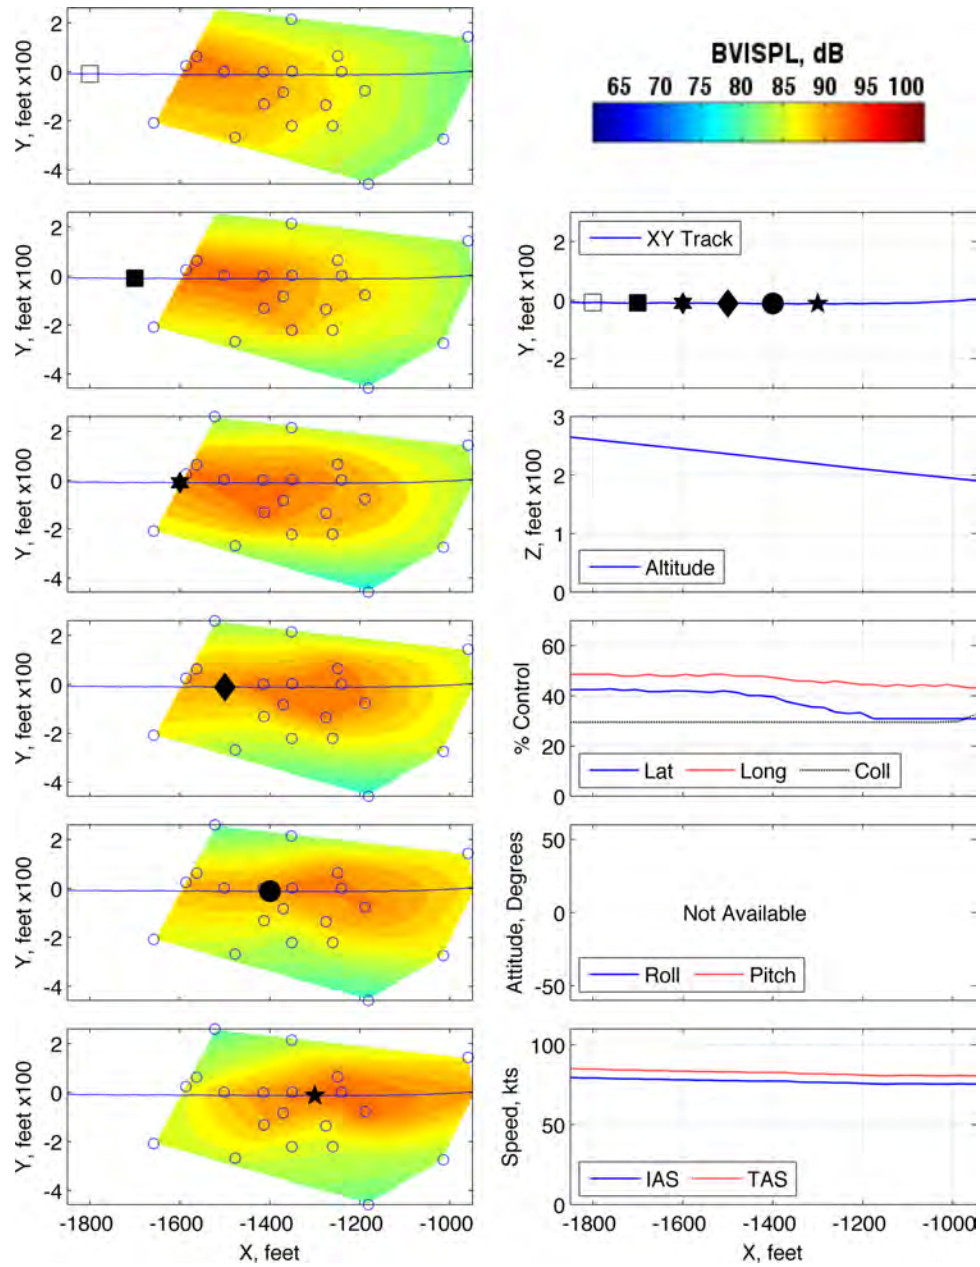 BVISPL, dB
65 70 75 80 85 90 95 100
Y, feet x100
2
0
-2
-4
Y, feet x100
2
0
-2
-4
XY Track
Y, feet x100
2
0
-2
Y, feet x100
2
0
-2
-4
Z, feet x100
3
2
1
0
Altitude
Y, feet x100
2
0
-2
-4
% Control
60
40
20
0
Lat Long Coll
Y, feet x100
2
0
-2
-4
Attitude, Degrees
50
0
-50
Not Available
Roll Pitch
Y, feet x100
2
0
-2
-4
-1800 -1600 -1400 -1200 -1000
X, feet
Speed, kts
100
50
0
IAS TAS
-1800 -1600 -1400 -1200 -1000
X, feet